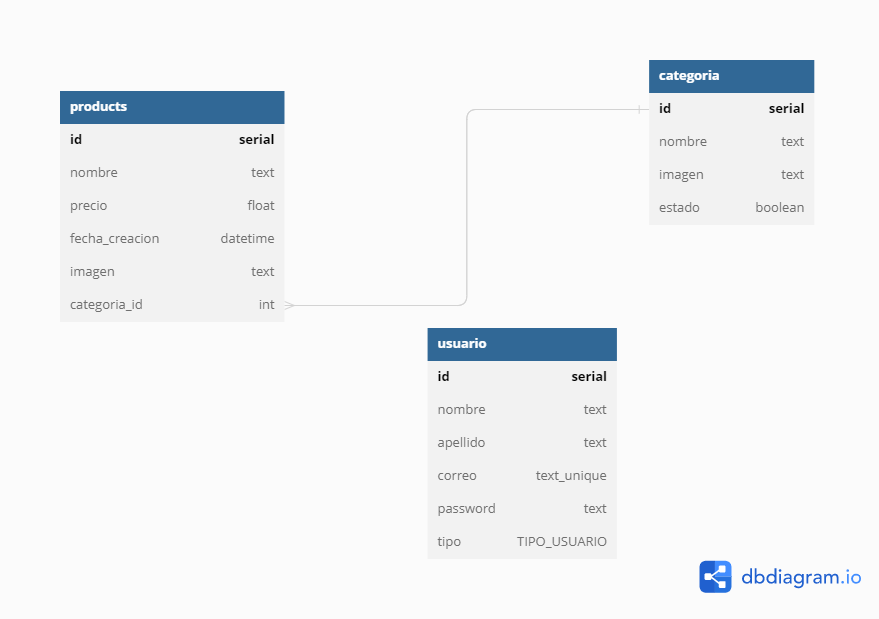 products
id serial
nombre text
precio float
fecha_creacion datetime
imagen text
categoria_id int
categoria
id serial
nombre text
imagen text
estado boolean
usuario
id serial
nombre text
apellido text
correo text_unique
password text
tipo TIPO_USUARIO
dbdiagram.io